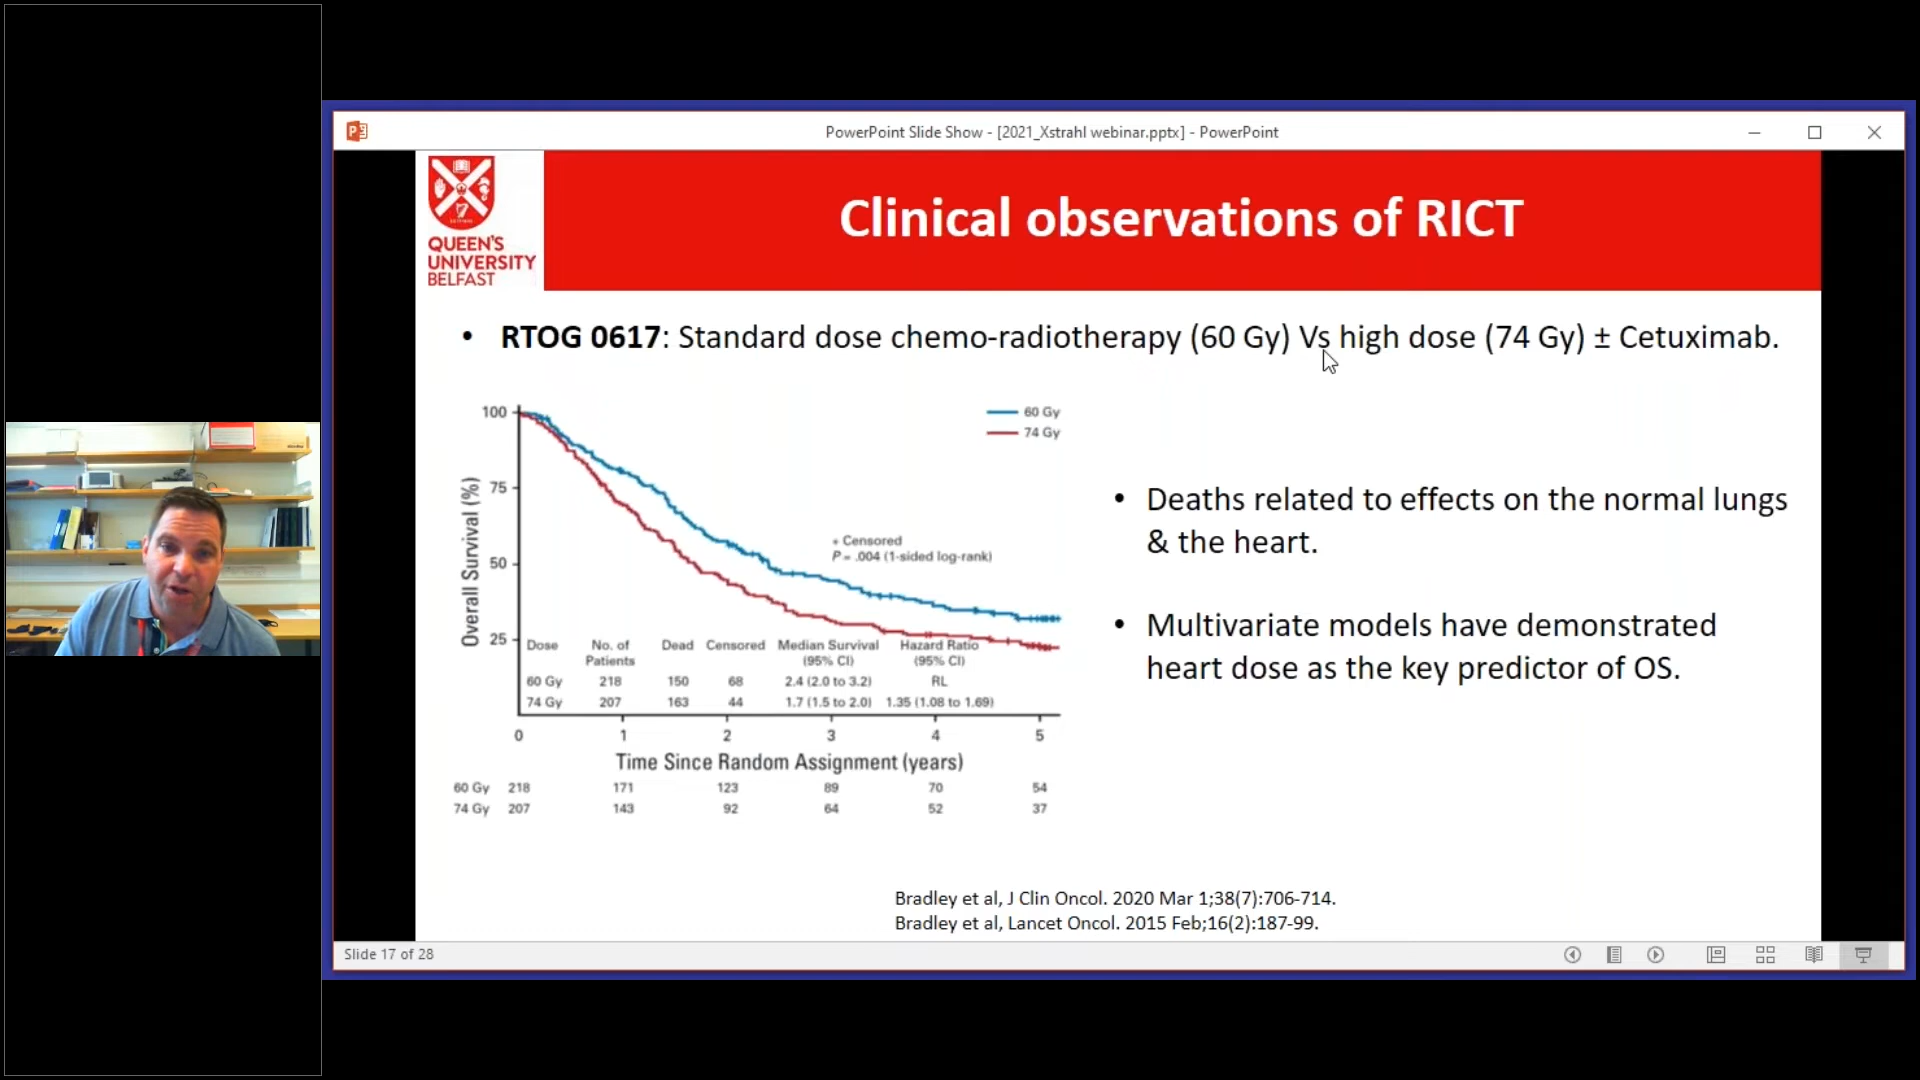 PowerPoint Slide Show - [2021_Xstrahl webinar.pptx] - PowerPoint
QUEEN'S
UNIVERSITY
BELFAST
Clinical observations of RICT
• RTOG 0617: Standard dose chemo-radiotherapy (60 Gy) Vs high dose (74 Gy) ± Cetuximab.
Overall Survival (%)
100
75
50
25
60 Gy
74 Gy
+ Censored
P = .004 (1-sided log-rank)
Dose No. of Patients Dead Censored Median Survival (95% CI) Hazard Ratio (95% CI)
60 Gy 218 150 68 2.4 (2.0 to 3.2) RL
74 Gy 207 163 44 1.7 (1.5 to 2.0) 1.35 (1.08 to 1.69)
0 1 2 3 4 5
Time Since Random Assignment (years)
60 Gy 218 171 123 89 70 54
74 Gy 207 143 92 64 52 37
• Deaths related to effects on the normal lungs
& the heart.
• Multivariate models have demonstrated
heart dose as the key predictor of OS.
Bradley et al, J Clin Oncol. 2020 Mar 1;38(7):706-714.
Bradley et al, Lancet Oncol. 2015 Feb;16(2):187-99.
Slide 17 of 28